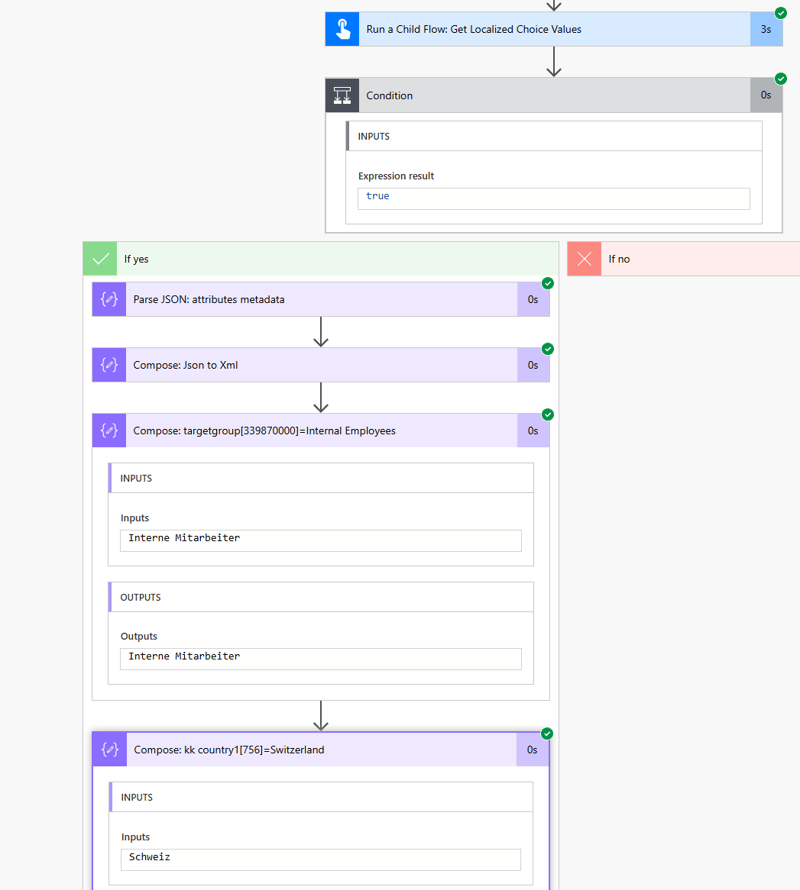 Run a Child Flow: Get Localized Choice Values 3s
Condition 0s
INPUTS
Expression result
true
If yes
If no
Parse JSON: attributes metadata 0s
Compose: Json to Xml 0s
Compose: targetgroup[339870000]=Internal Employees 0s
INPUTS
Inputs
Interne Mitarbeiter
OUTPUTS
Outputs
Interne Mitarbeiter
Compose: kk country1[756]=Switzerland 0s
INPUTS
Inputs
Schweiz